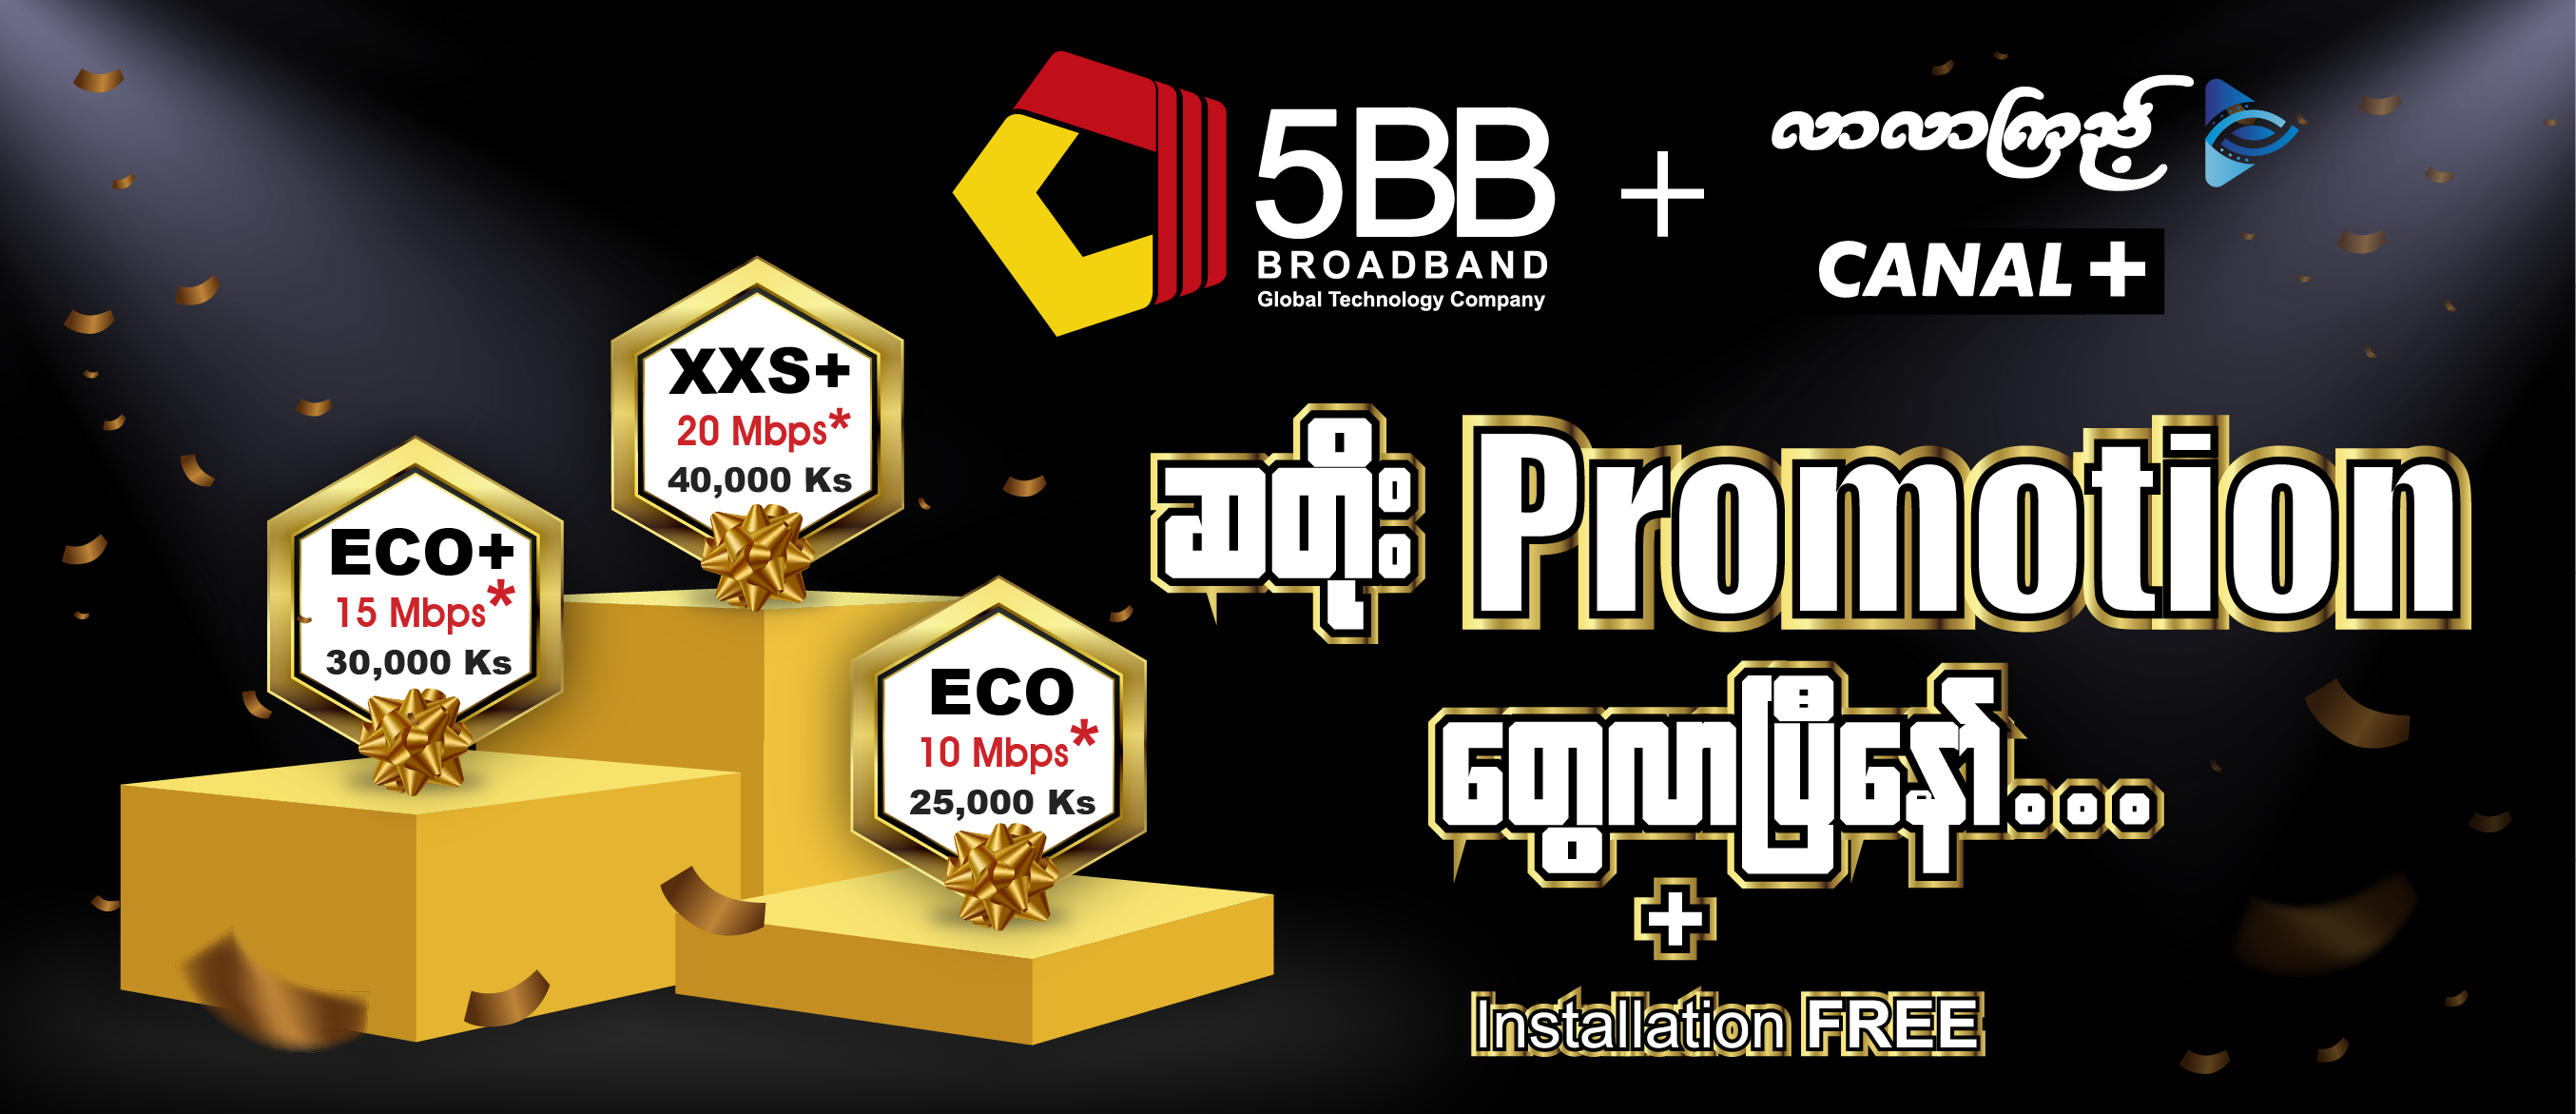 5BB
BROADBAND
Global Technology Company
+
လာလာကြည့်
CANAL+
XXS+
20 Mbps*
40,000 Ks
ECO+
15 Mbps*
30,000 Ks
ECO
10 Mbps*
25,000 Ks
ဆတိုး Promotion
တွေ့လာပြီနော်...
+
Installation FREE